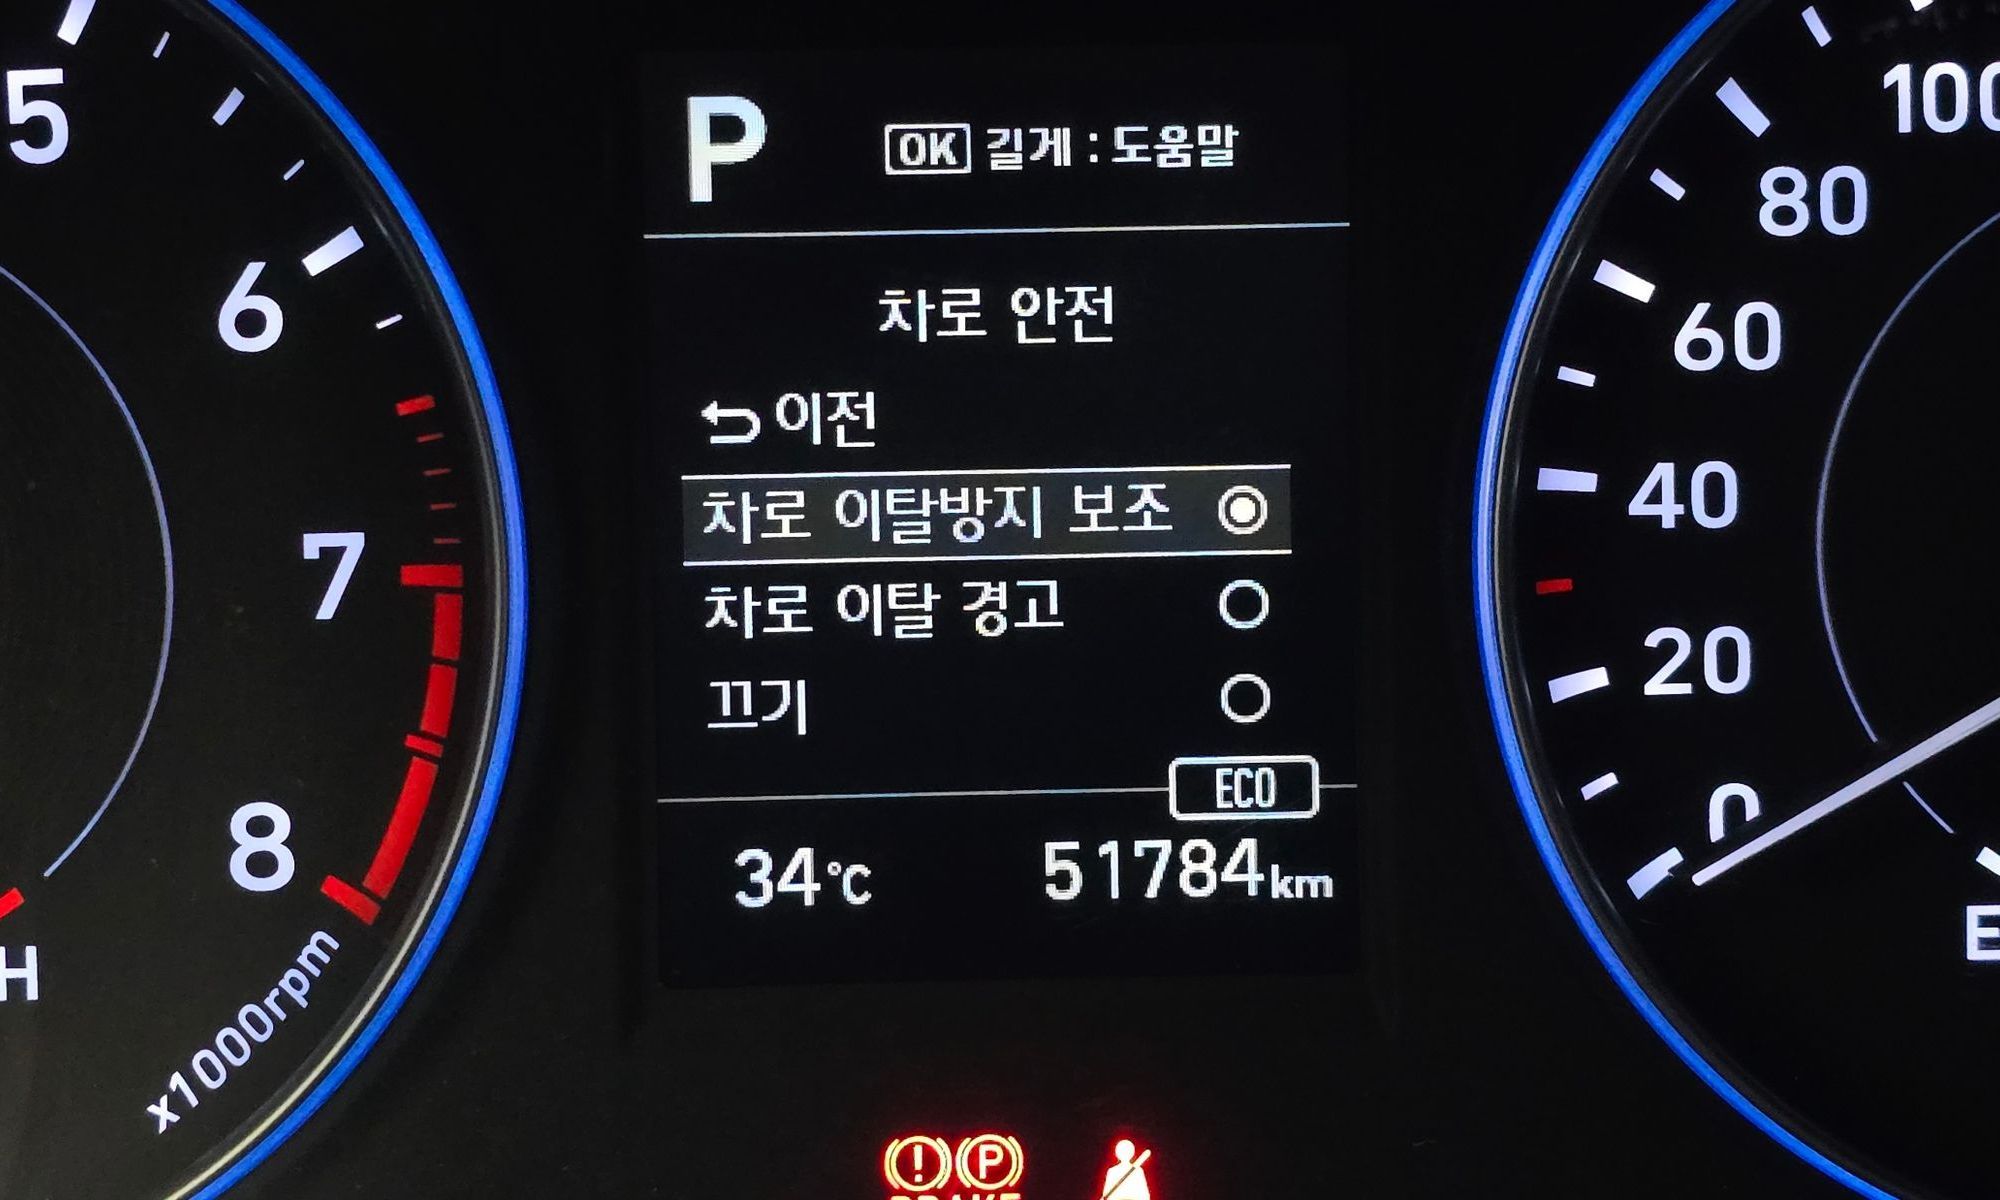 P
OK 길게 : 도움말
차로 안전
이전
차로 이탈방지 보조
차로 이탈 경고
끄기
ECO
34°C
51784km
5
6
7
8
x1000rpm
H
100
80
60
40
20
0
E
P
BRAKE